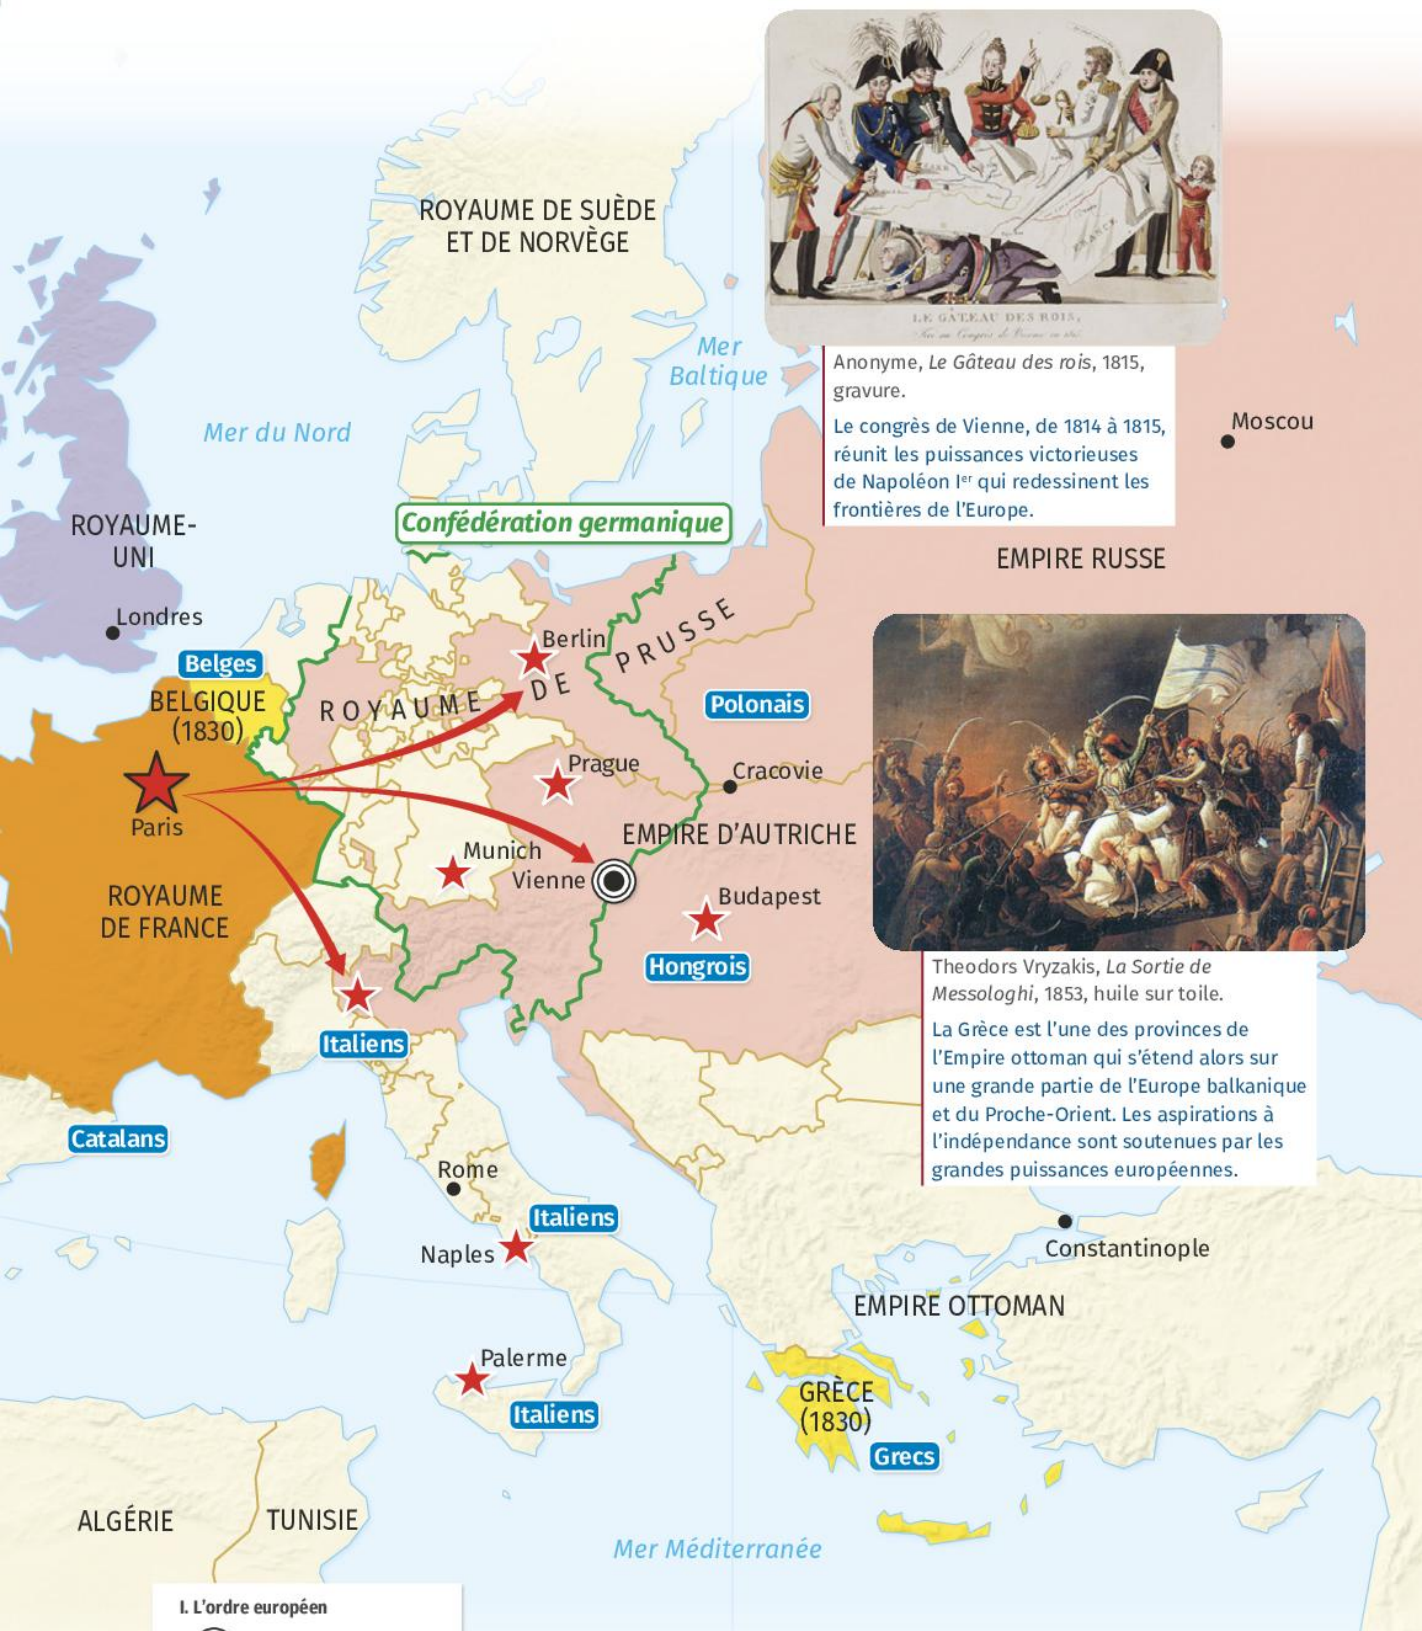 LE GÂTEAU DES ROIS,
FRANCE
Anonyme, Le Gâteau des rois, 1815,
gravure.
Le congrès de Vienne, de 1814 à 1815,
réunit les puissances victorieuses
de Napoléon Ier qui redessinent les
frontières de l'Europe.
ROYAUME DE SUÈDE
ET DE NORVÈGE
Mer
Baltique
Mer du Nord
Moscou
ROYAUME-
UNI
Confédération germanique
EMPIRE RUSSE
Londres
Belges
BELGIQUE
(1830)
Berlin
ROYAUME DE PRUSSE
Polonais
Prague
Cracovie
Paris
EMPIRE D'AUTRICHE
Munich
Vienne
Budapest
ROYAUME
DE FRANCE
Hongrois
Theodors Vryzakis, La Sortie de
Messologhi, 1853, huile sur toile.
La Grèce est l'une des provinces de
l'Empire ottoman qui s'étend alors sur
une grande partie de l'Europe balkanique
et du Proche-Orient. Les aspirations à
l'indépendance sont soutenues par les
grandes puissances européennes.
Italiens
Catalans
Rome
Italiens
Naples
Constantinople
EMPIRE OTTOMAN
Palerme
Italiens
GRÈCE
(1830)
Grecs
ALGÉRIE
TUNISIE
Mer Méditerranée
I. L'ordre européen